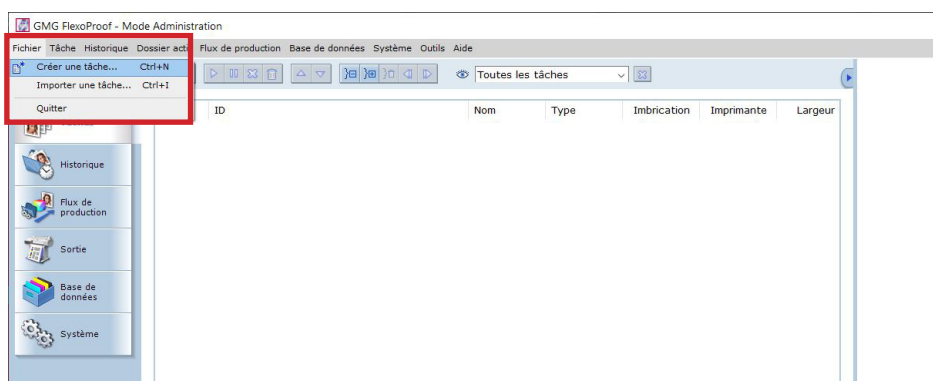 GMG FlexoProof - Mode Administration
Fichier Tâche Historique Dossier acti Flux de production Base de données Système Outils Aide
Créer une tâche... Ctrl+N
Toutes les tâches
Importer une tâche... Ctrl+I
Quitter
ID Nom Type Imbrication Imprimante Largeur
Historique
Flux de
production
Sortie
Base de
données
Système